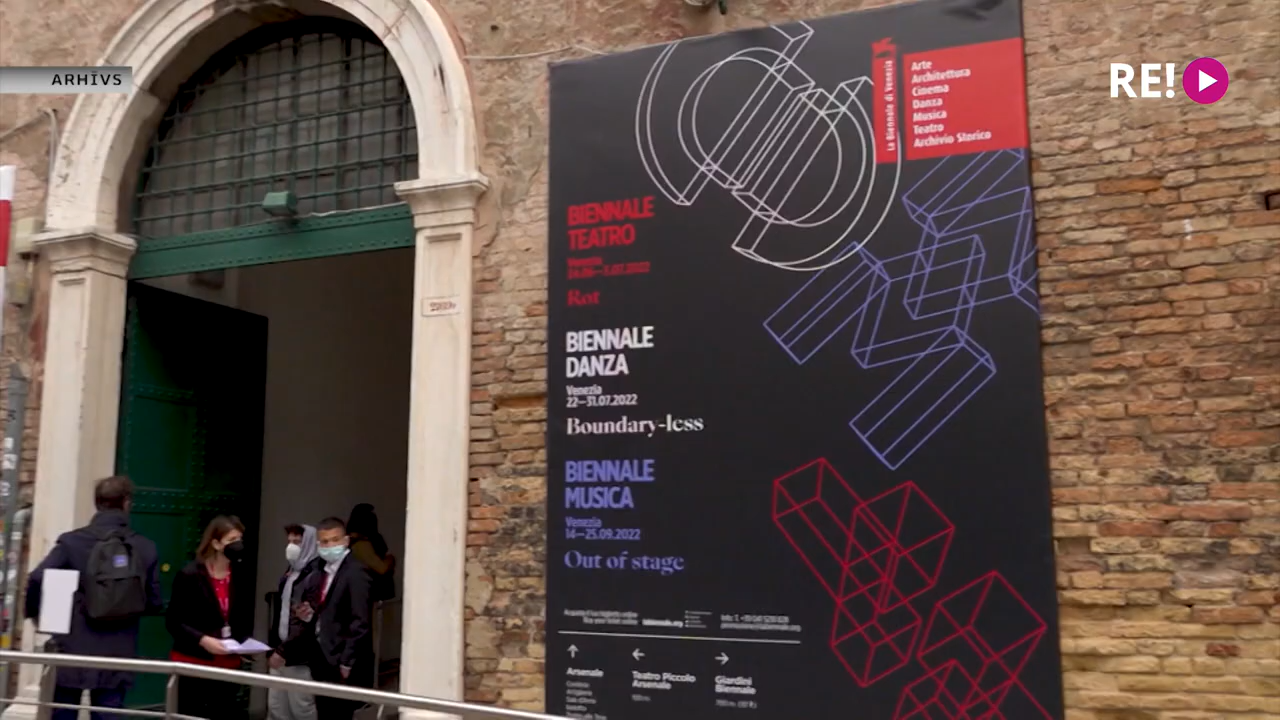 ARHĪVS
RE!
La Biennale di Venezia
Arte
Architettura
Cinema
Danza
Musica
Teatro
Archivio Storico
BIENNALE
TEATRO
Venezia
Rot
BIENNALE
DANZA
Venezia
22—31.07.2022
Boundary-less
BIENNALE
MUSICA
Venezia
14—25.09.2022
Out of stage
Arsenale
Teatro Piccolo
Arsenale
Giardini
Biennale